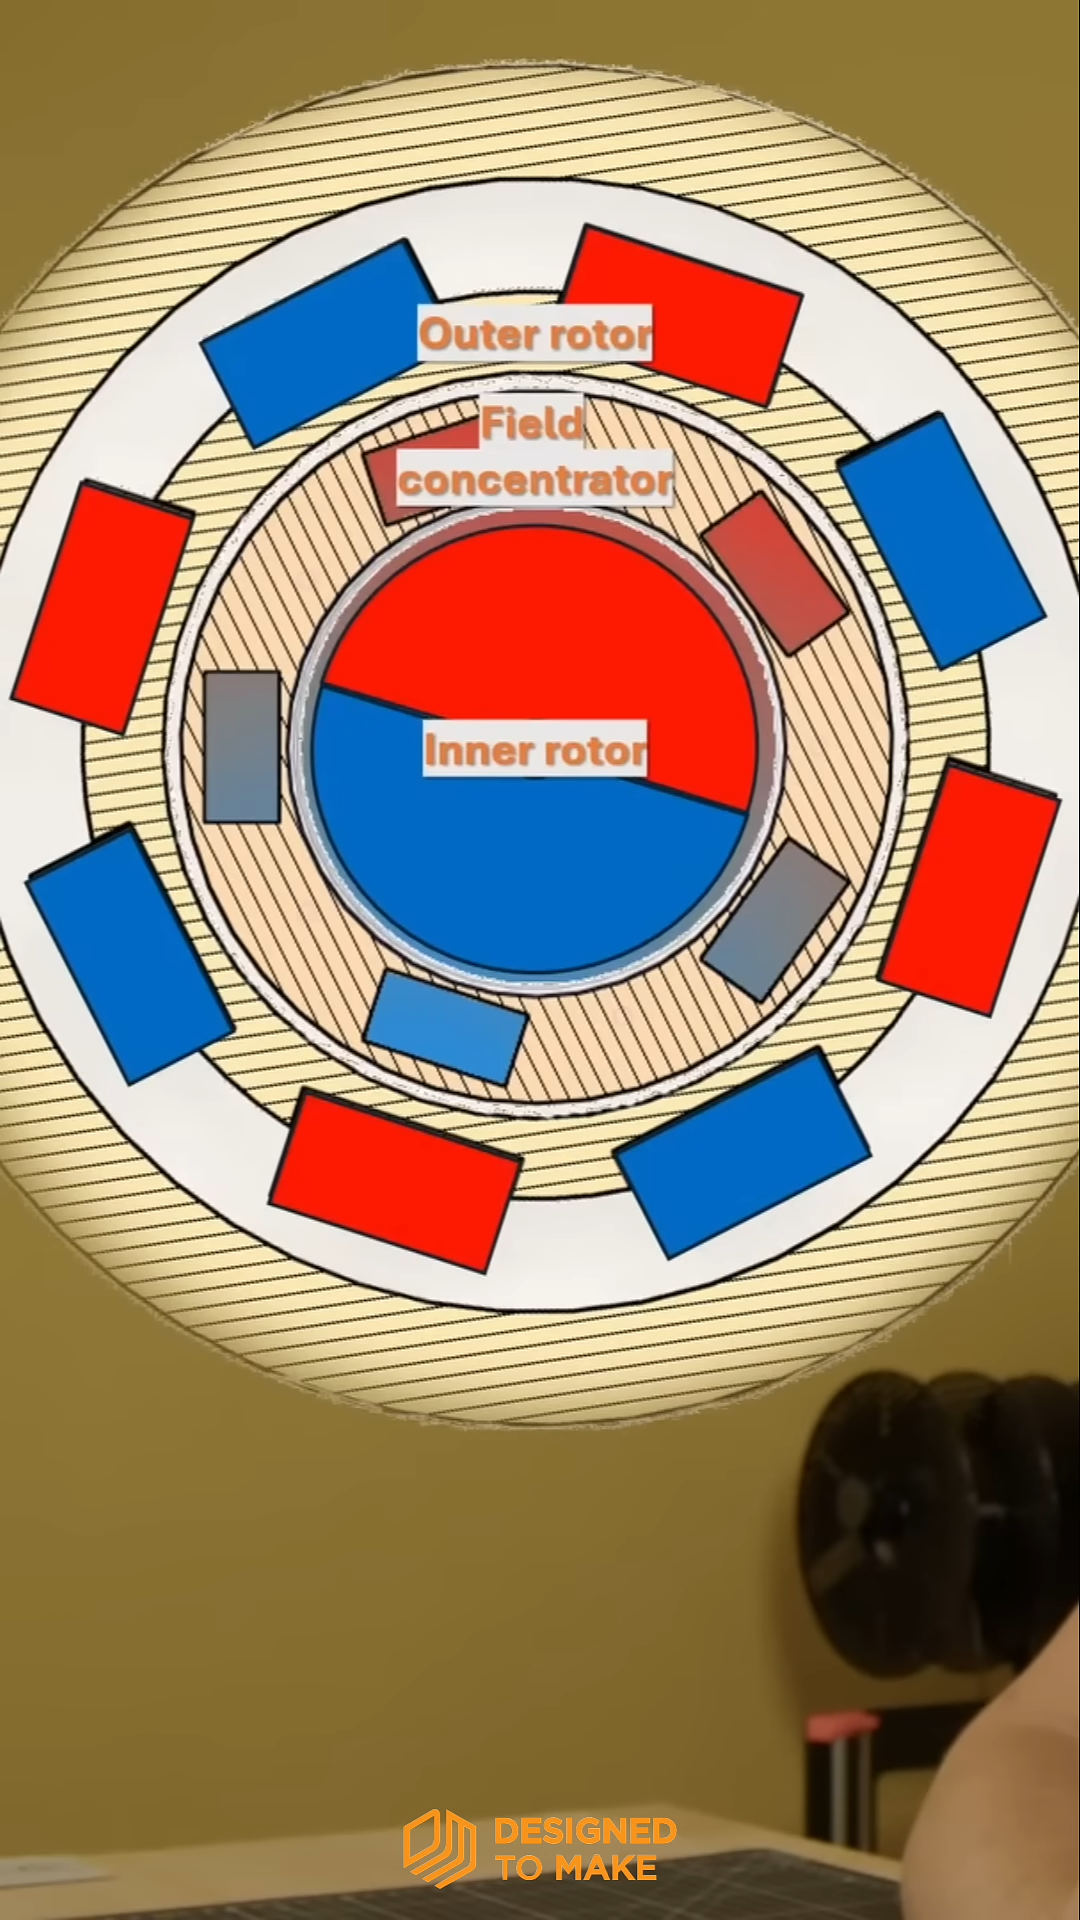 Outer rotor
Field
concentrator
Inner rotor
DESIGNED
TO MAKE